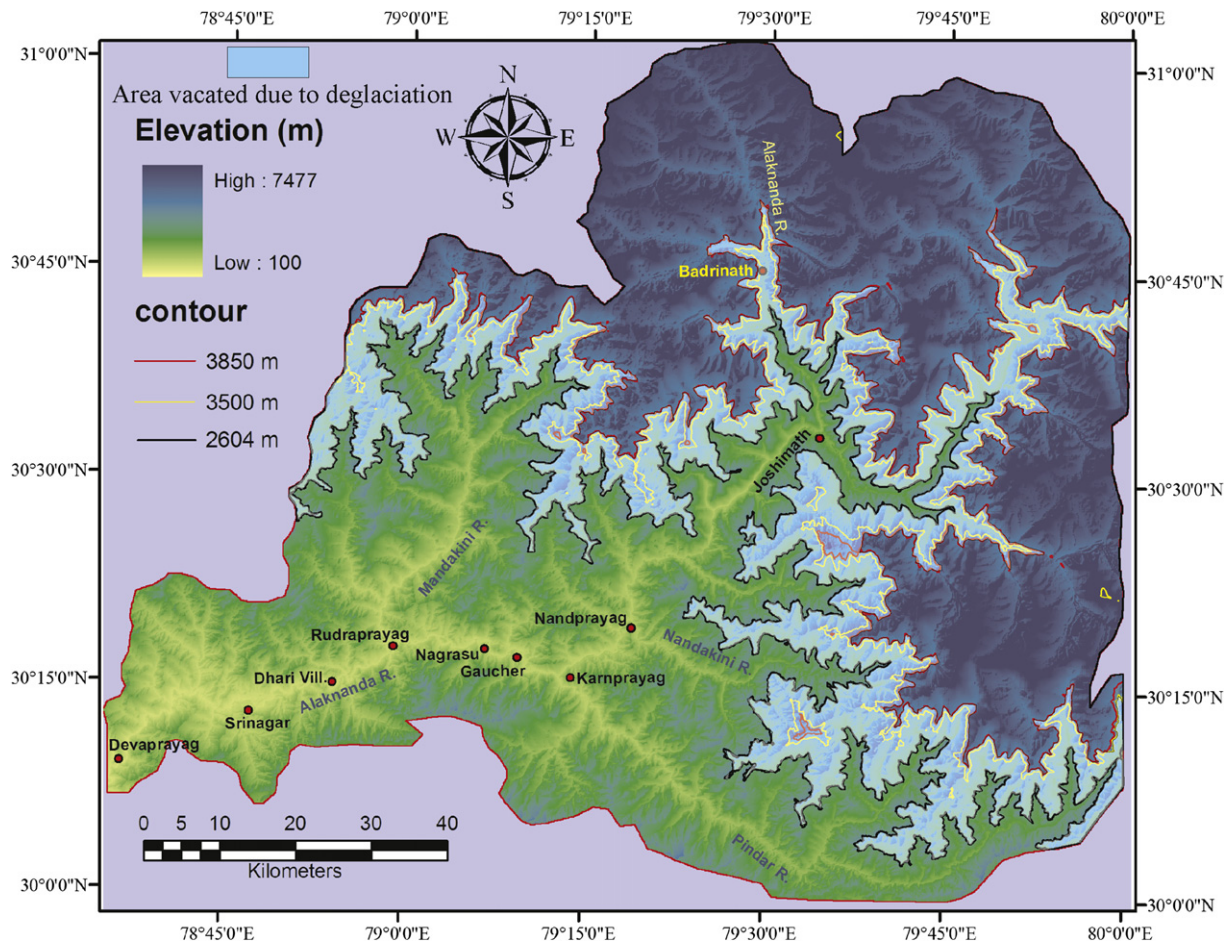 78°45'0"E 79°0'0"E 79°15'0"E 79°30'0"E 79°45'0"E 80°0'0"E
31°0'0"N
31°0'0"N
Area vacated due to deglaciation
N
W E
S
Elevation (m)
High : 7477
Low : 100
Alaknanda R.
30°45'0"N
30°45'0"N
Badrinath
contour
3850 m
3500 m
2604 m
Joshimath
30°30'0"N
30°30'0"N
Mandakini R.
Nandprayag
Rudraprayag
Nagrasu
Nandakini R.
Gaucher
30°15'0"N
Dhari Vill.
Karnprayag
30°15'0"N
Alaknanda R.
Srinagar
Devaprayag
0 5 10 20 30 40
Kilometers
Pindar R.
30°0'0"N
30°0'0"N
78°45'0"E 79°0'0"E 79°15'0"E 79°30'0"E 79°45'0"E 80°0'0"E